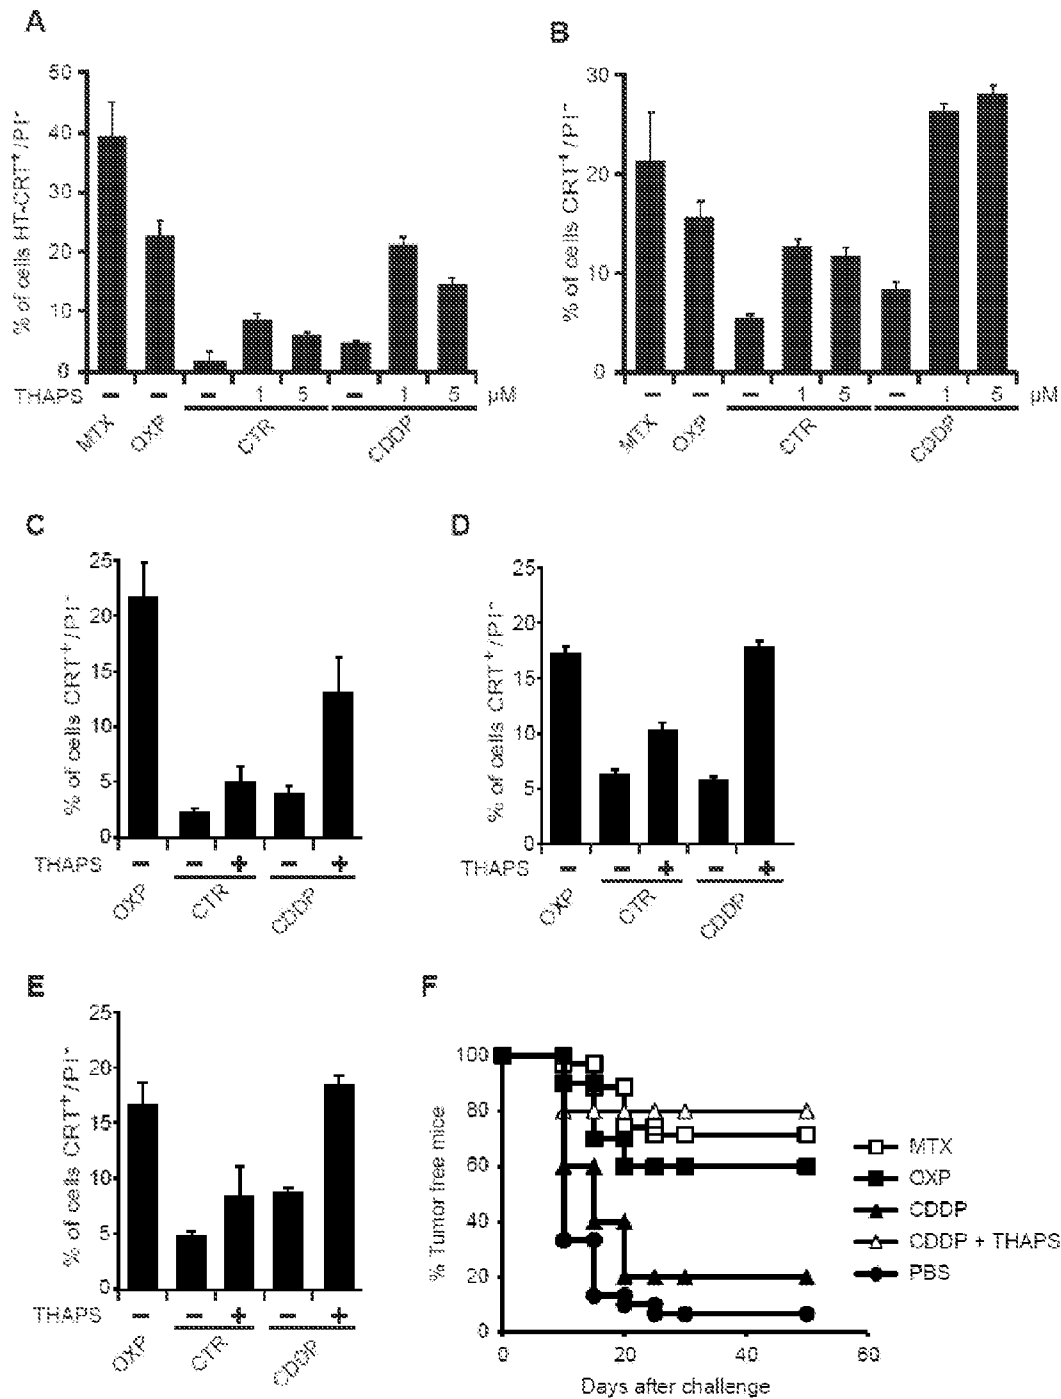 A
% of cells HT-CRT⁺/PI⁻
50
40
30
20
10
0
THAPS
– – – 1 5 – 1 5 µM
MTX OXP CTR CDDP
B
% of cells CRT⁺/PI⁻
30
20
10
0
– – – 1 5 – 1 5 µM
MTX OXP CTR CDDP
C
% of cells CRT⁺/PI⁻
25
20
15
10
5
0
THAPS – – + – +
OXP CTR CDDP
D
% of cells CRT⁺/PI⁻
25
20
15
10
5
0
THAPS – – + – +
OXP CTR CDDP
E
% of cells CRT⁺/PI⁻
25
20
15
10
5
0
THAPS – – + – +
OXP CTR CDDP
F
% Tumor free mice
100
80
60
40
20
0
0 20 40 60
Days after challenge
MTX
OXP
CDDP
CDDP + THAPS
PBS